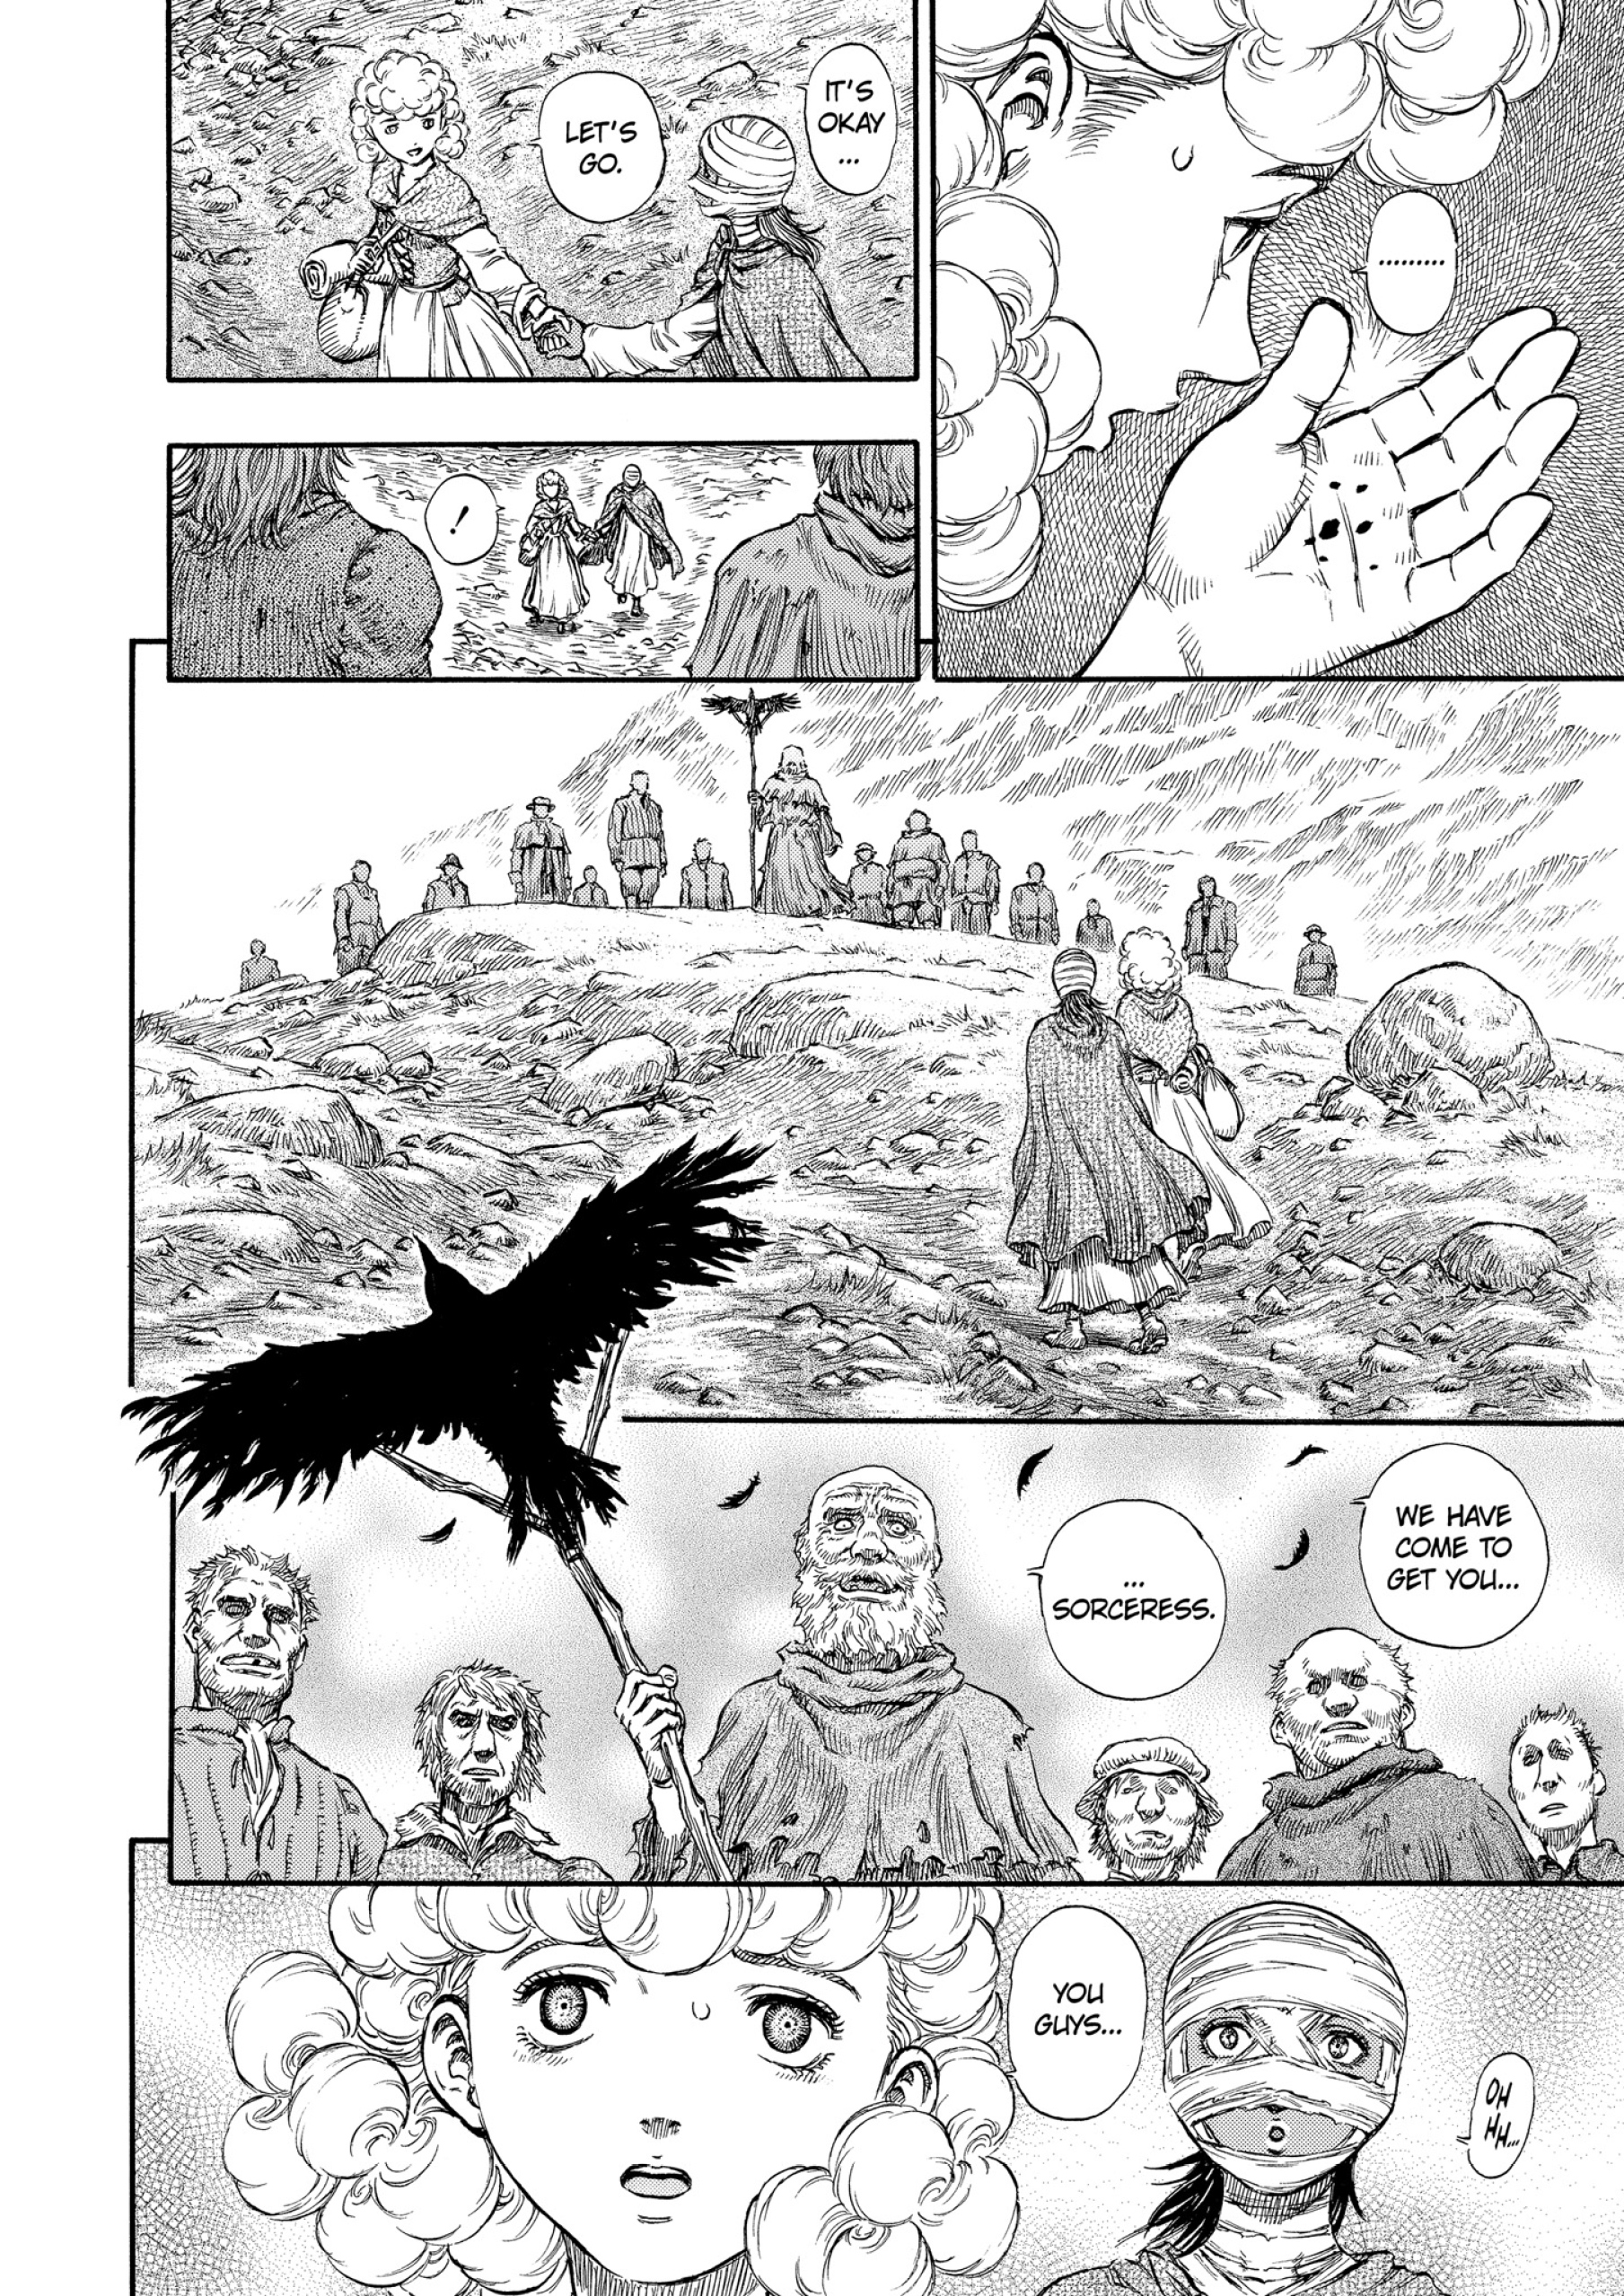 ..........
IT'S
OKAY
...
LET'S
GO.
!
WE HAVE
COME TO
GET YOU...
...
SORCERESS.
OH
HH...
YOU
GUYS...